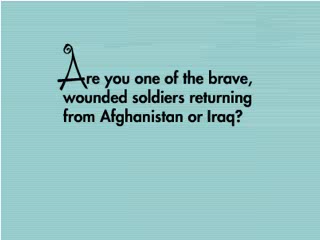 Are you one of the brave,
wounded soldiers returning
from Afghanistan or Iraq?